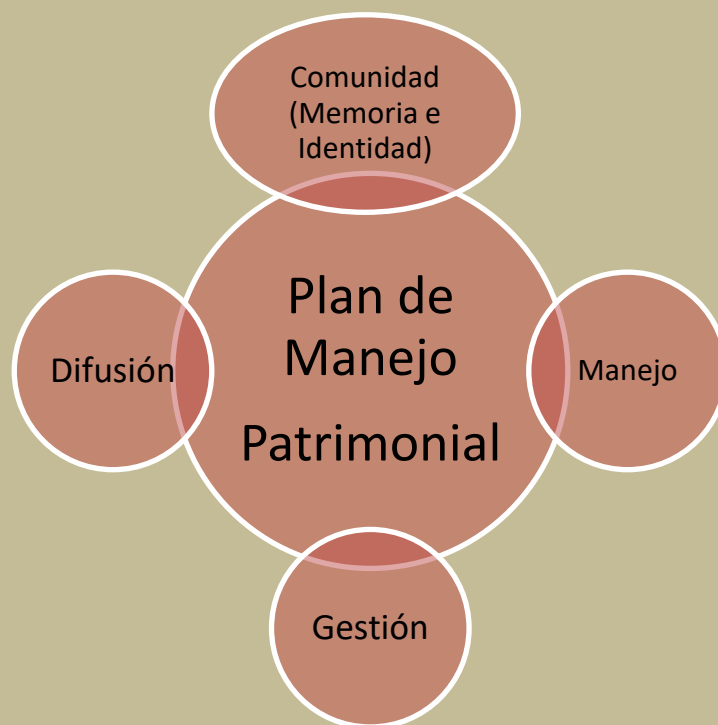 Comunidad
(Memoria e
Identidad)
Plan de
Manejo
Patrimonial
Difusión
Manejo
Gestión